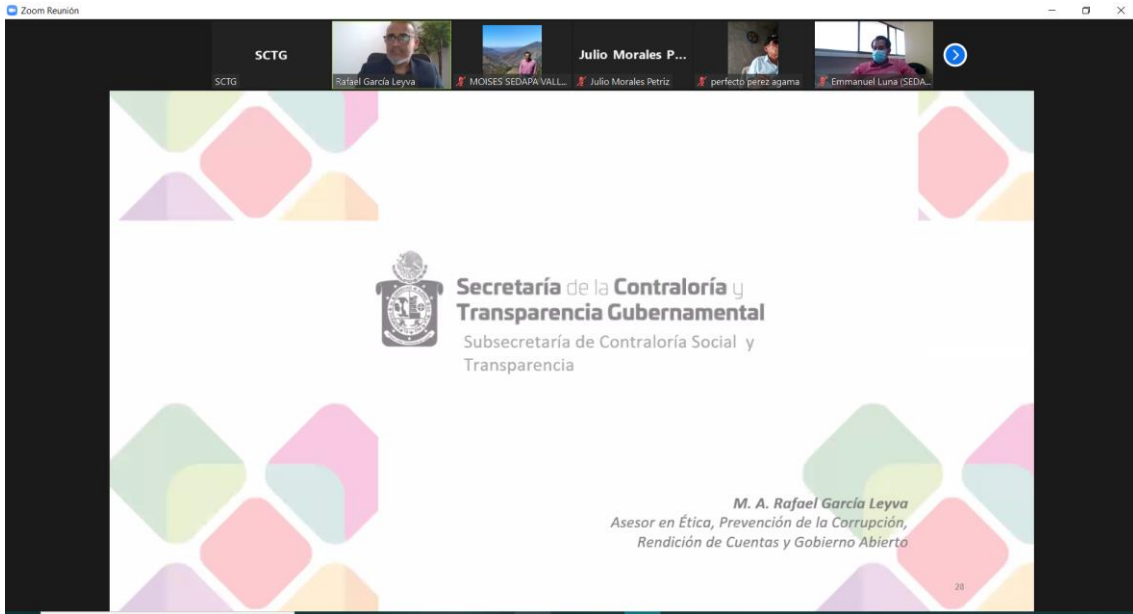 Zoom Reunión
SCTG
Julio Morales P...
SCTG
Rafael García Leyva
MOISES SEDAPA VALL...
Julio Morales Petriz
perfecto perez agama
Emmanuel Luna (SEDA...
Secretaría de la Contraloría y
Transparencia Gubernamental
Subsecretaría de Contraloría Social y
Transparencia
M. A. Rafael García Leyva
Asesor en Ética, Prevención de la Corrupción,
Rendición de Cuentas y Gobierno Abierto
28